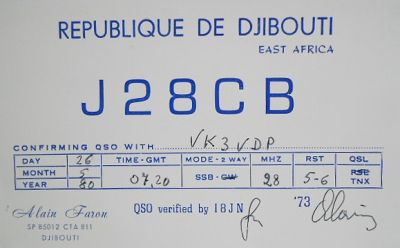 REPUBLIQUE DE DJIBOUTI
EAST AFRICA
J28CB
CONFIRMING QSO WITH VK3VDP
DAY 26 TIME-GMT MODE-2 WAY MHZ RST QSL
MONTH 5 07.20 SSB-CW 28 5-6 PSE
YEAR 80 TNX
Alain Faron QSO verified by I8JN '73 Alain
SP 85012 CTA 811
DJIBOUTI